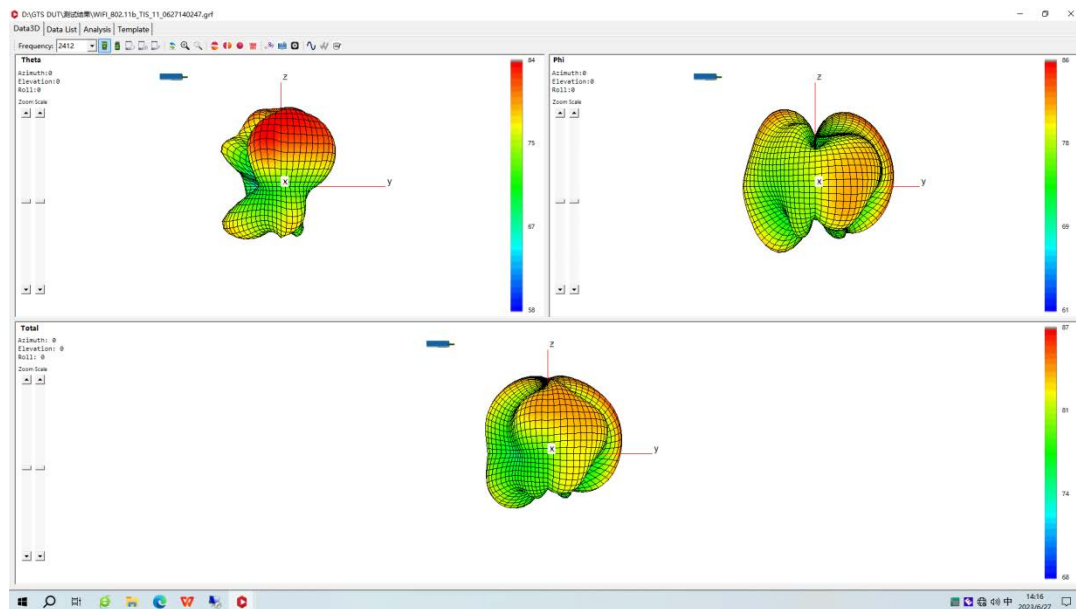 D:\GTS DUT\测试结果\WIFI_802.11b_TIS_11_0627140247.grf
Data3D Data List Analysis Template
Frequency: 2412
Theta
Azimuth:0
Elevation:0
Roll:0
Zoom Scale
z
x
y
84
75
67
58
Phi
Azimuth:0
Elevation:0
Roll:0
Zoom Scale
z
x
y
86
78
69
61
Total
Azimuth: 0
Elevation: 0
Roll: 0
Zoom Scale
z
x
y
87
81
74
68
中
14:16
2023/6/27